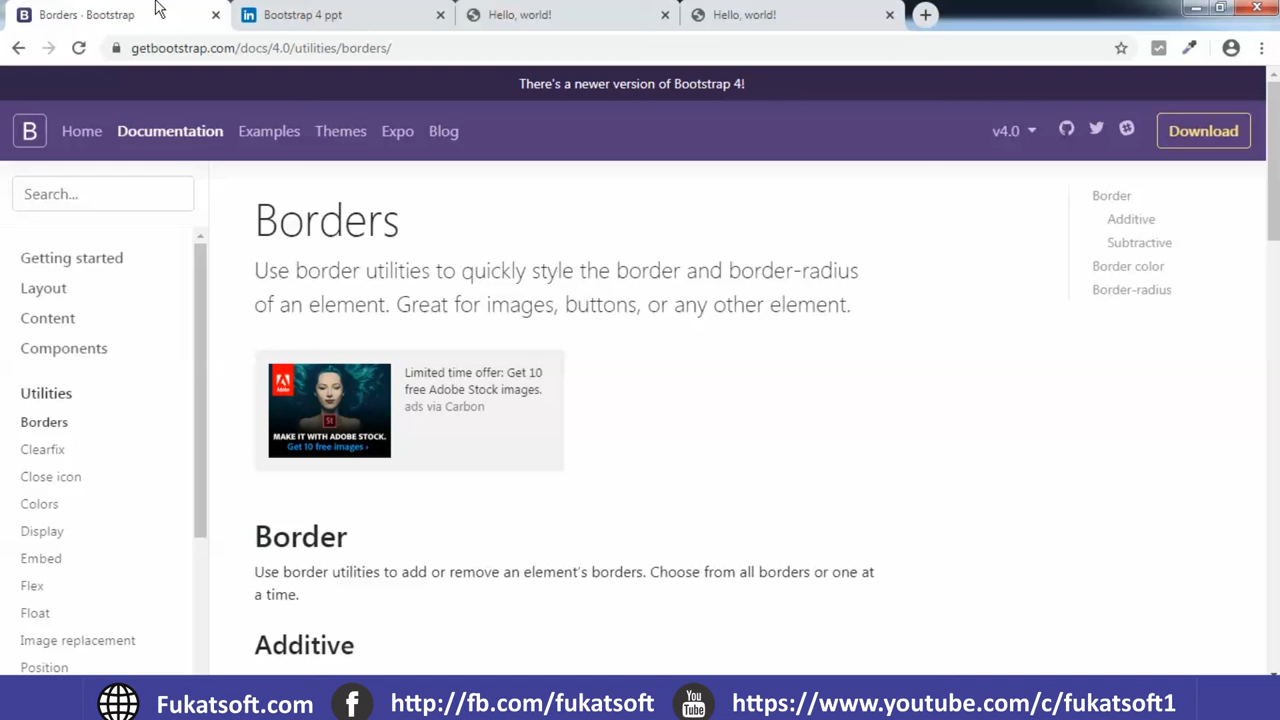 Borders · Bootstrap
Bootstrap 4 ppt
Hello, world!
Hello, world!
getbootstrap.com/docs/4.0/utilities/borders/
There's a newer version of Bootstrap 4!
B
Home
Documentation
Examples
Themes
Expo
Blog
v4.0
Download
Search...
Getting started
Layout
Content
Components
Utilities
Borders
Clearfix
Close icon
Colors
Display
Embed
Flex
Float
Image replacement
Position
Borders
Use border utilities to quickly style the border and border-radius
of an element. Great for images, buttons, or any other element.
Adobe
St
MAKE IT WITH ADOBE STOCK.
Get 10 free images ›
Limited time offer: Get 10
free Adobe Stock images.
ads via Carbon
Border
Use border utilities to add or remove an element's borders. Choose from all borders or one at
a time.
Additive
Border
Additive
Subtractive
Border color
Border-radius
Fukatsoft.com
http://fb.com/fukatsoft
You
Tube
https://www.youtube.com/c/fukatsoft1